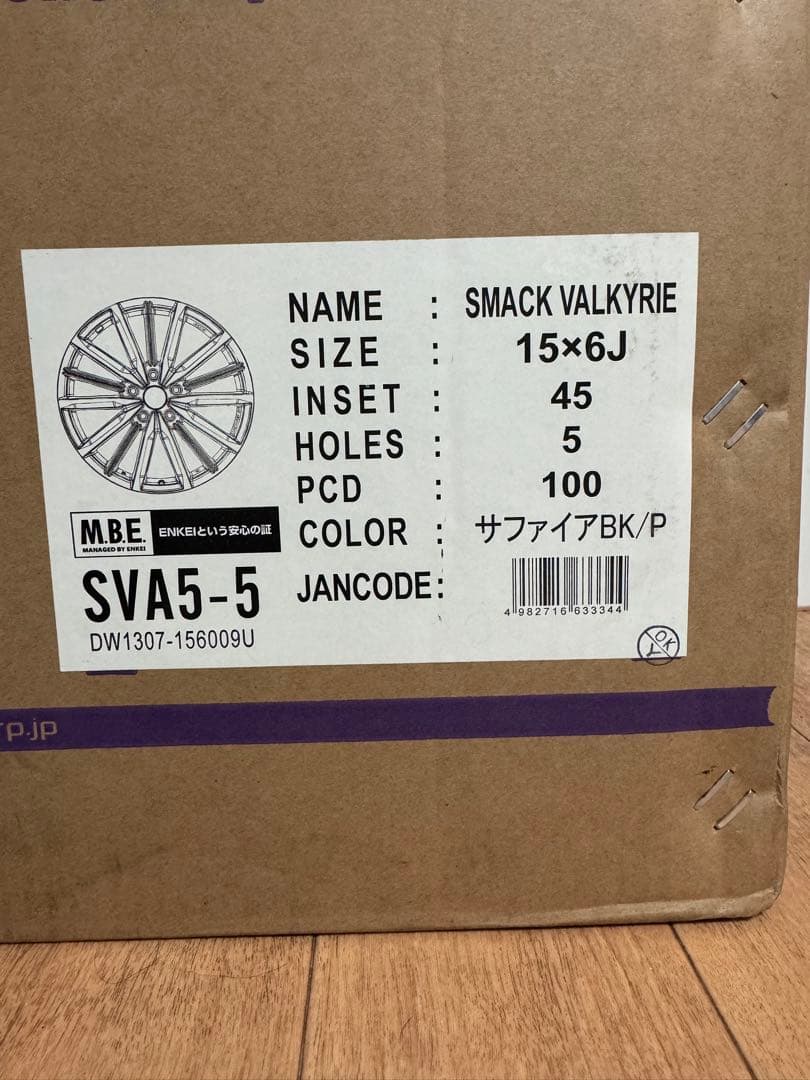 NAME : SMACK VALKYRIE
SIZE : 15×6J
INSET : 45
HOLES : 5
PCD : 100
COLOR : サファイアBK/P
JANCODE:
4 982716 633344
M.B.E.
MANAGED BY ENKEI
ENKEIという安心の証
SVA5-5
DW1307-156009U
OK
rp.jp